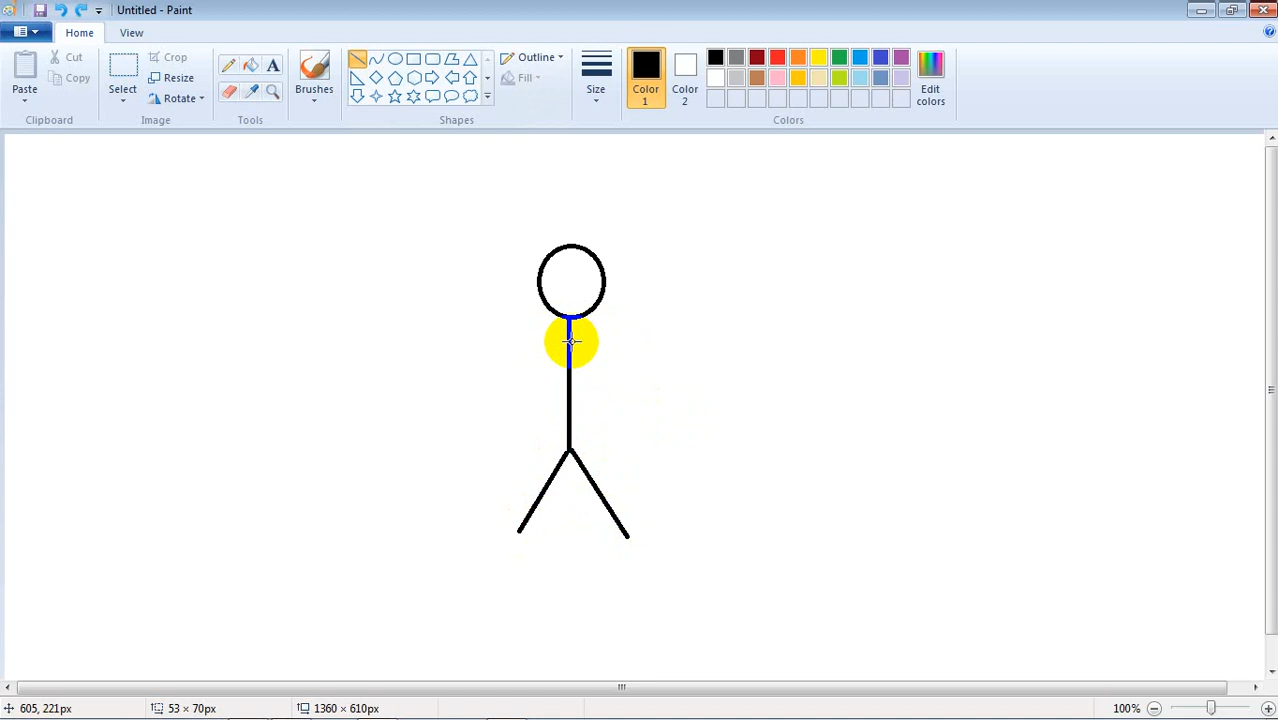 Untitled - Paint
Home View
Paste
Cut
Copy
Clipboard
Select
Crop
Resize
Rotate
Image
A
Tools
Brushes
Outline
Fill
Shapes
Size
Color
1
Color
2
Edit
colors
Colors
605, 221px 53 × 70px 1360 × 610px 100%